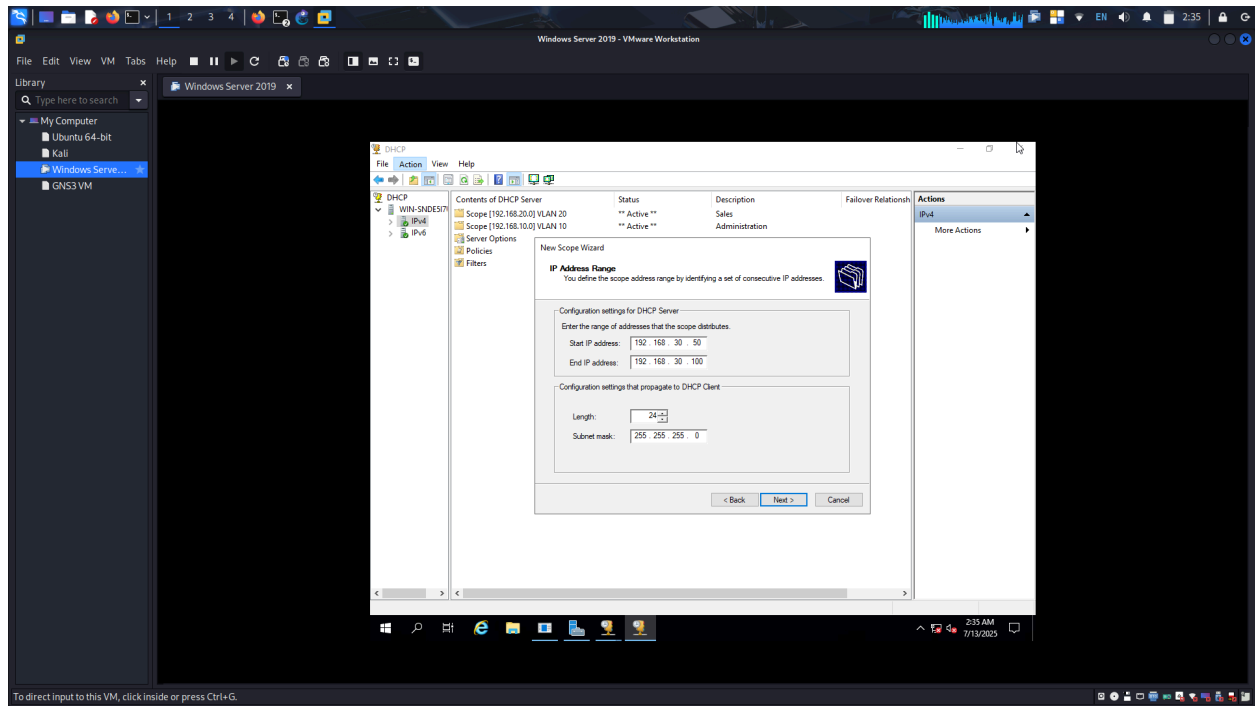 1 2 3 4
EN
2:35
Windows Server 2019 - VMware Workstation
File Edit View VM Tabs Help
Library ×
Type here to search
Windows Server 2019 ×
My Computer
Ubuntu 64-bit
Kali
Windows Serve...
GNS3 VM
DHCP
File Action View Help
DHCP
WIN-SNDE5I7
IPv4
IPv6
Contents of DHCP Server Status Description Failover Relationsh
Scope [192.168.20.0] VLAN 20 ** Active ** Sales
Scope [192.168.10.0] VLAN 10 ** Active ** Administration
Server Options
Policies
Filters
Actions
IPv4
More Actions
New Scope Wizard
IP Address Range
You define the scope address range by identifying a set of consecutive IP addresses.
Configuration settings for DHCP Server
Enter the range of addresses that the scope distributes.
Start IP address: 192 . 168 . 30 . 50
End IP address: 192 . 168 . 30 . 100
Configuration settings that propagate to DHCP Client
Length: 24
Subnet mask: 255 . 255 . 255 . 0
< Back Next > Cancel
2:35 AM
7/13/2025
To direct input to this VM, click inside or press Ctrl+G.